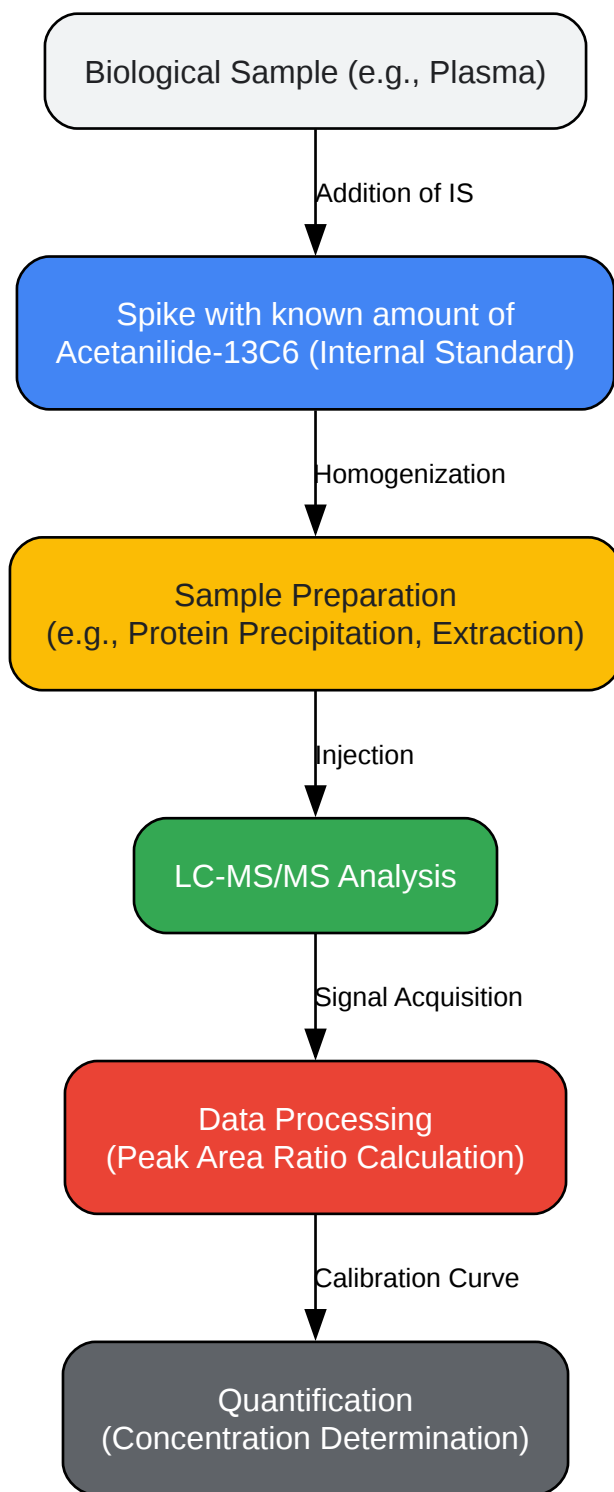 Biological Sample (e.g., Plasma)
Addition of IS
Spike with known amount of
Acetanilide-13C6 (Internal Standard)
Homogenization
Sample Preparation
(e.g., Protein Precipitation, Extraction)
Injection
LC-MS/MS Analysis
Signal Acquisition
Data Processing
(Peak Area Ratio Calculation)
Calibration Curve
Quantification
(Concentration Determination)